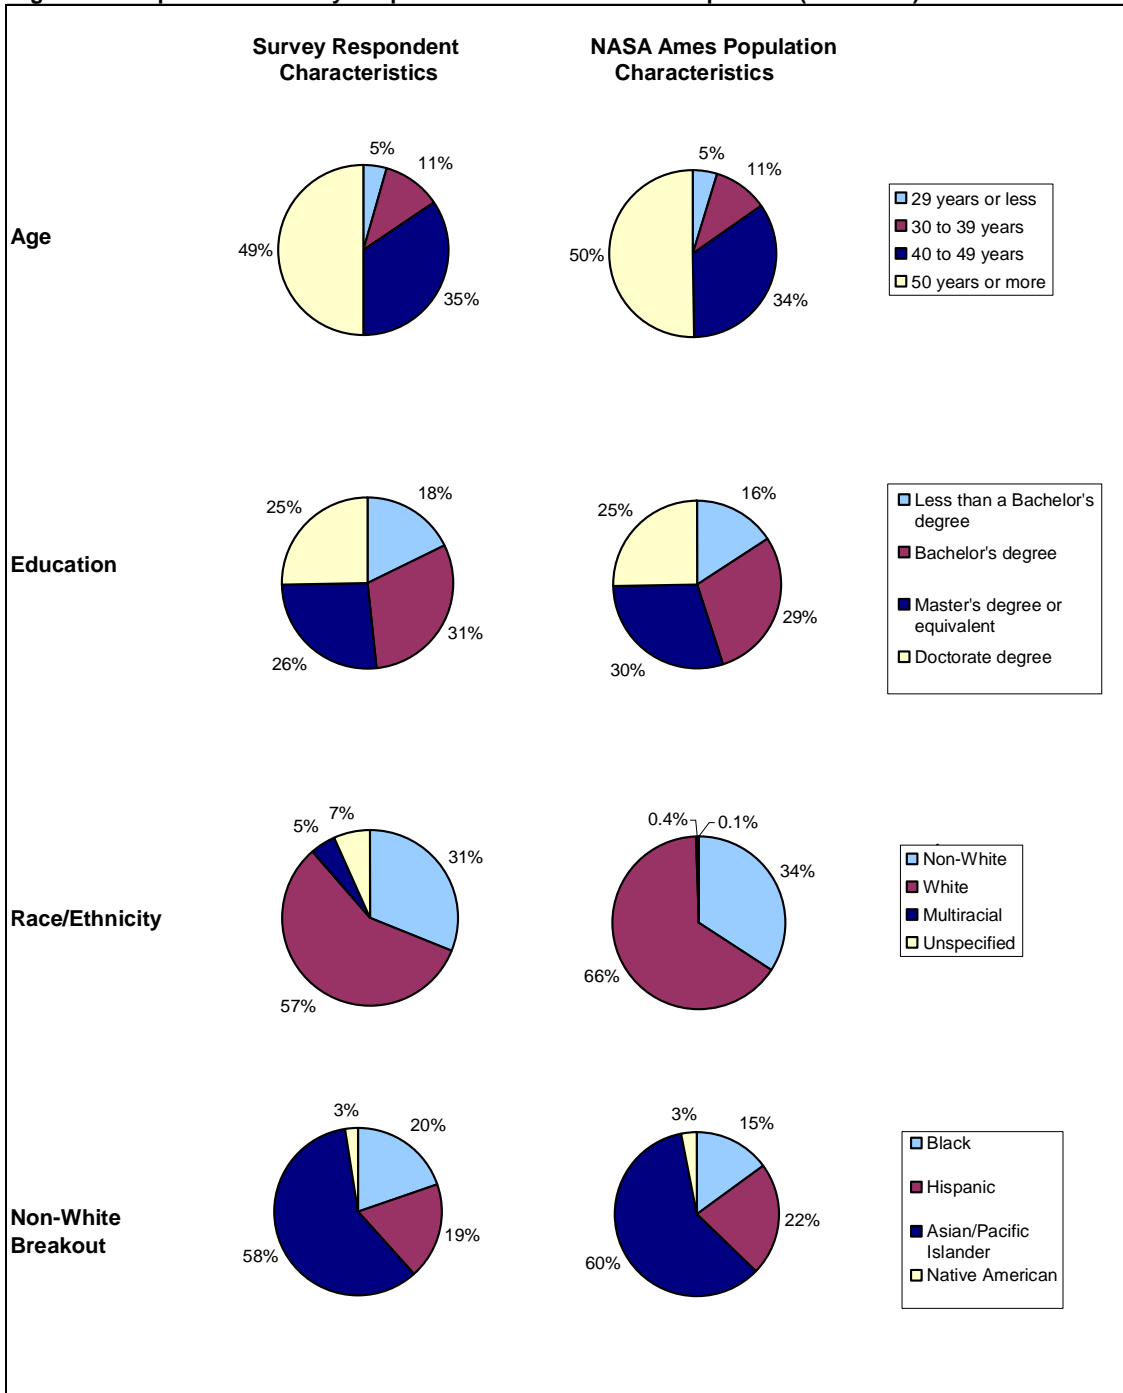 Survey Respondent
Characteristics
NASA Ames Population
Characteristics
Age
5%
11%
35%
49%
5%
11%
34%
50%
29 years or less
30 to 39 years
40 to 49 years
50 years or more
Education
18%
31%
26%
25%
16%
29%
30%
25%
Less than a Bachelor's
degree
Bachelor's degree
Master's degree or
equivalent
Doctorate degree
Race/Ethnicity
31%
57%
5%
7%
34%
66%
0.4%
0.1%
Non-White
White
Multiracial
Unspecified
Non-White
Breakout
20%
19%
58%
3%
15%
22%
60%
3%
Black
Hispanic
Asian/Pacific
Islander
Native American